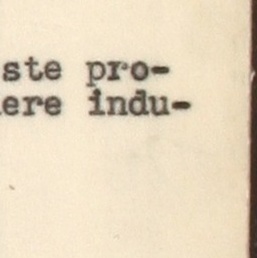 ste pro-
ere indu-